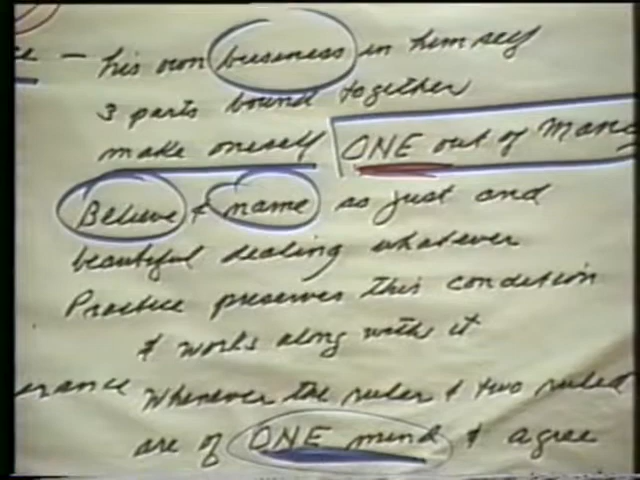 — his own business in himself
3 parts bound together
make oneself ONE out of Many
Believe & name as just and
beautiful dealing whatever
Practice preserves this condition
& works along with it
erance Whenever the ruler & two ruled
are of ONE mind & agree